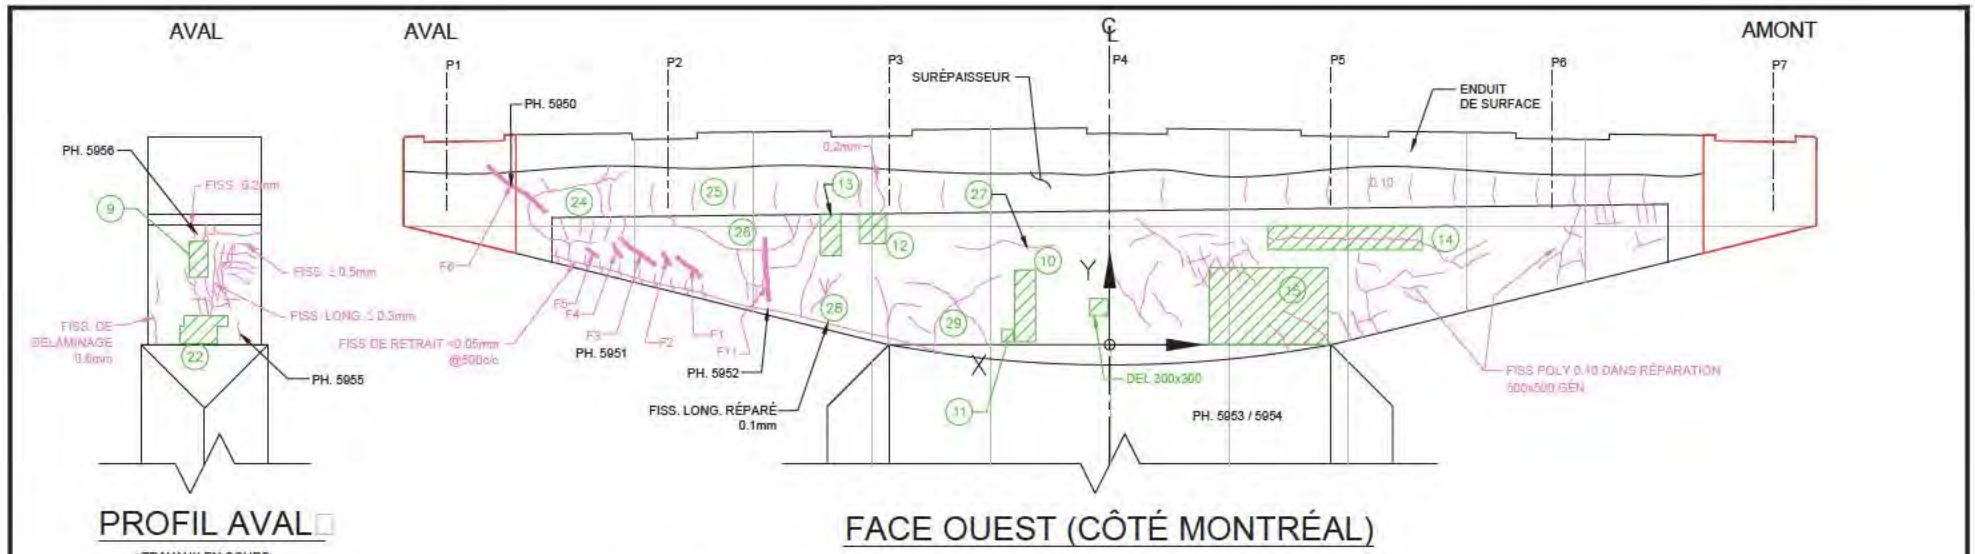 AVAL
AVAL
AMONT
P1
P2
P3
P4
P5
P6
P7
SURÉPAISSEUR
ENDUIT
DE SURFACE
PH. 5950
PH. 5956
FISS. 0.2mm
9
FISS. ± 0.5mm
FISS. LONG. ± 0.3mm
FISS. DE
DÉLAMINAGE
0.6mm
22
PH. 5955
0.2mm
13
25
24
26
27
12
10
14
15
28
29
11
0.10
Y
X
F6
F5
F4
F3
F2
F1
F11
FISS DE RETRAIT <0.05mm
@500c/c
PH. 5951
PH. 5952
FISS. LONG. RÉPARÉ
0.1mm
DEL 300x300
PH. 5953 / 5954
FISS POLY 0.10 DANS RÉPARATION
500x500 GÉN
PROFIL AVAL
FACE OUEST (CÔTÉ MONTRÉAL)